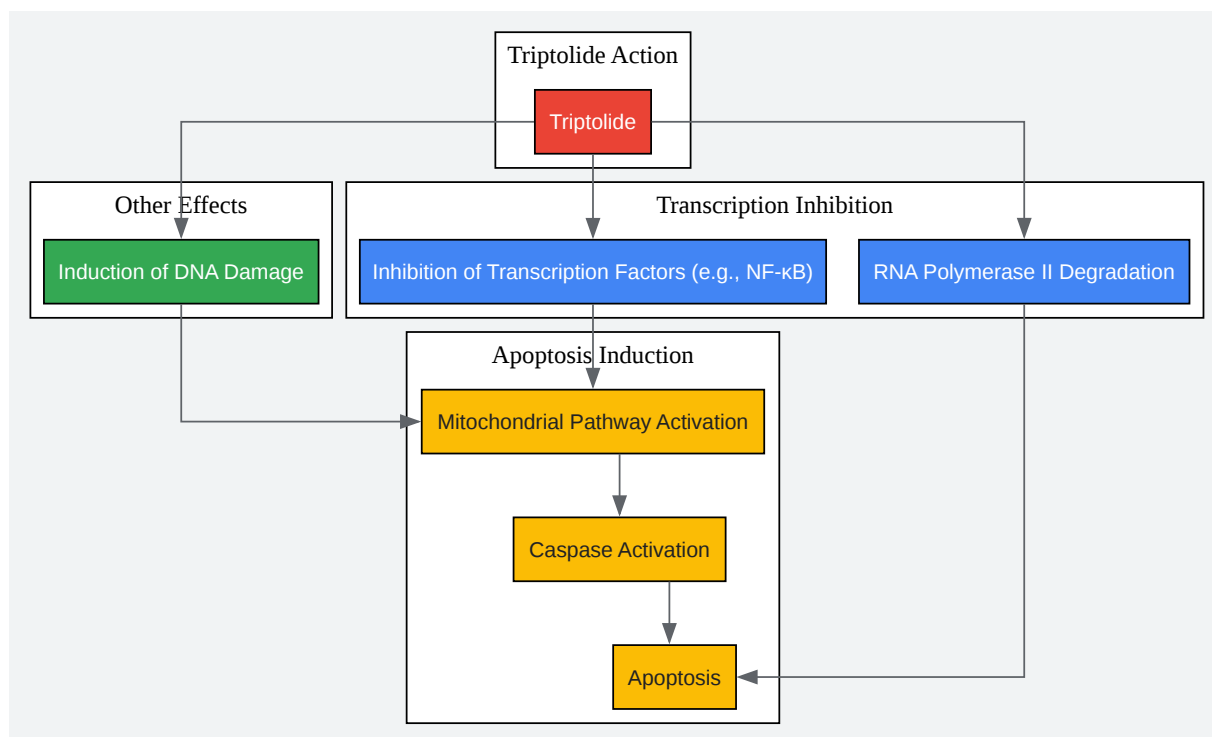 Triptolide Action
Triptolide
Other Effects
Transcription Inhibition
Induction of DNA Damage
Inhibition of Transcription Factors (e.g., NF-κB)
RNA Polymerase II Degradation
Apoptosis Induction
Mitochondrial Pathway Activation
Caspase Activation
Apoptosis